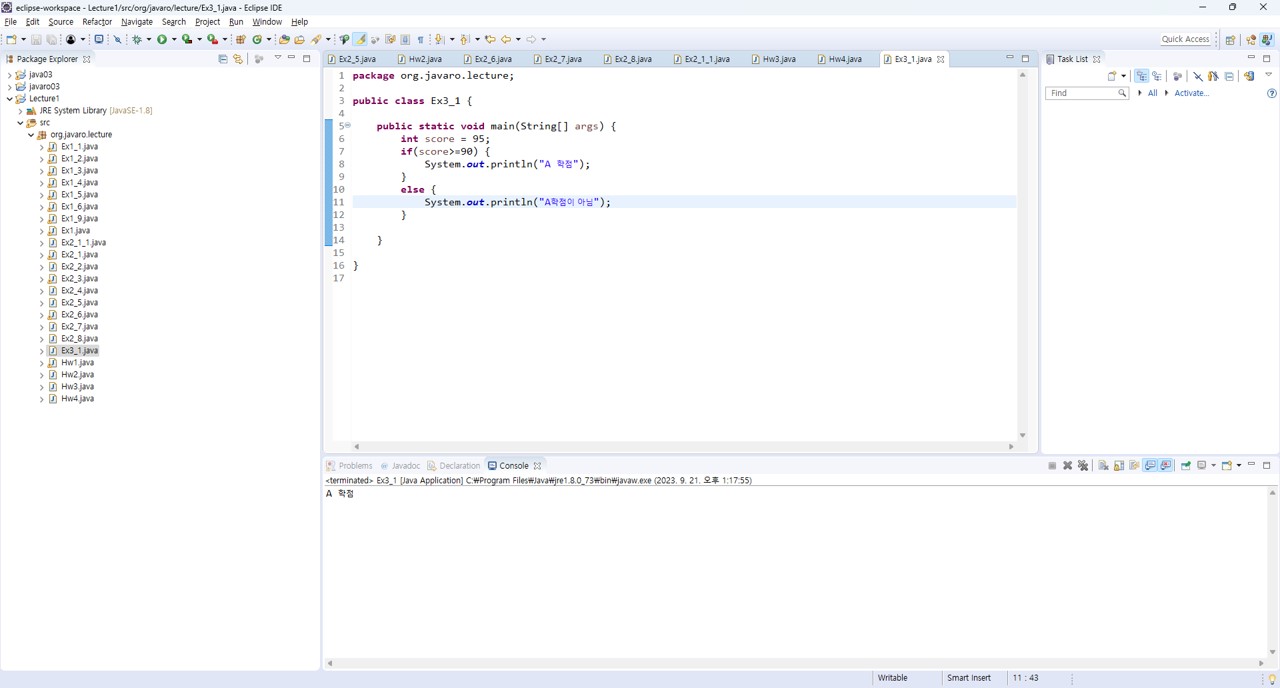 eclipse-workspace - Lecture1/src/org/javaro/lecture/Ex3_1.java - Eclipse IDE
File Edit Source Refactor Navigate Search Project Run Window Help
Quick Access
Package Explorer
java03
javaro03
Lecture1
JRE System Library [JavaSE-1.8]
src
org.javaro.lecture
Ex1_1.java
Ex1_2.java
Ex1_3.java
Ex1_4.java
Ex1_5.java
Ex1_6.java
Ex1_9.java
Ex1.java
Ex2_1_1.java
Ex2_1.java
Ex2_2.java
Ex2_3.java
Ex2_4.java
Ex2_5.java
Ex2_6.java
Ex2_7.java
Ex2_8.java
Ex3_1.java
Hw1.java
Hw2.java
Hw3.java
Hw4.java
Ex2_5.java Hw2.java Ex2_6.java Ex2_7.java Ex2_8.java Ex2_1_1.java Hw3.java Hw4.java Ex3_1.java
1 package org.javaro.lecture;
2
3 public class Ex3_1 {
4
5 public static void main(String[] args) {
6 int score = 95;
7 if(score>=90) {
8 System.out.println("A 학점");
9 }
10 else {
11 System.out.println("A학점이 아님");
12 }
13
14 }
15
16 }
17
Task List
Find All Activate...
Problems Javadoc Declaration Console
<terminated> Ex3_1 [Java Application] C:₩Program Files₩Java₩jre1.8.0_73₩bin₩javaw.exe (2023. 9. 21. 오후 1:17:55)
A 학점
Writable Smart Insert 11 : 43